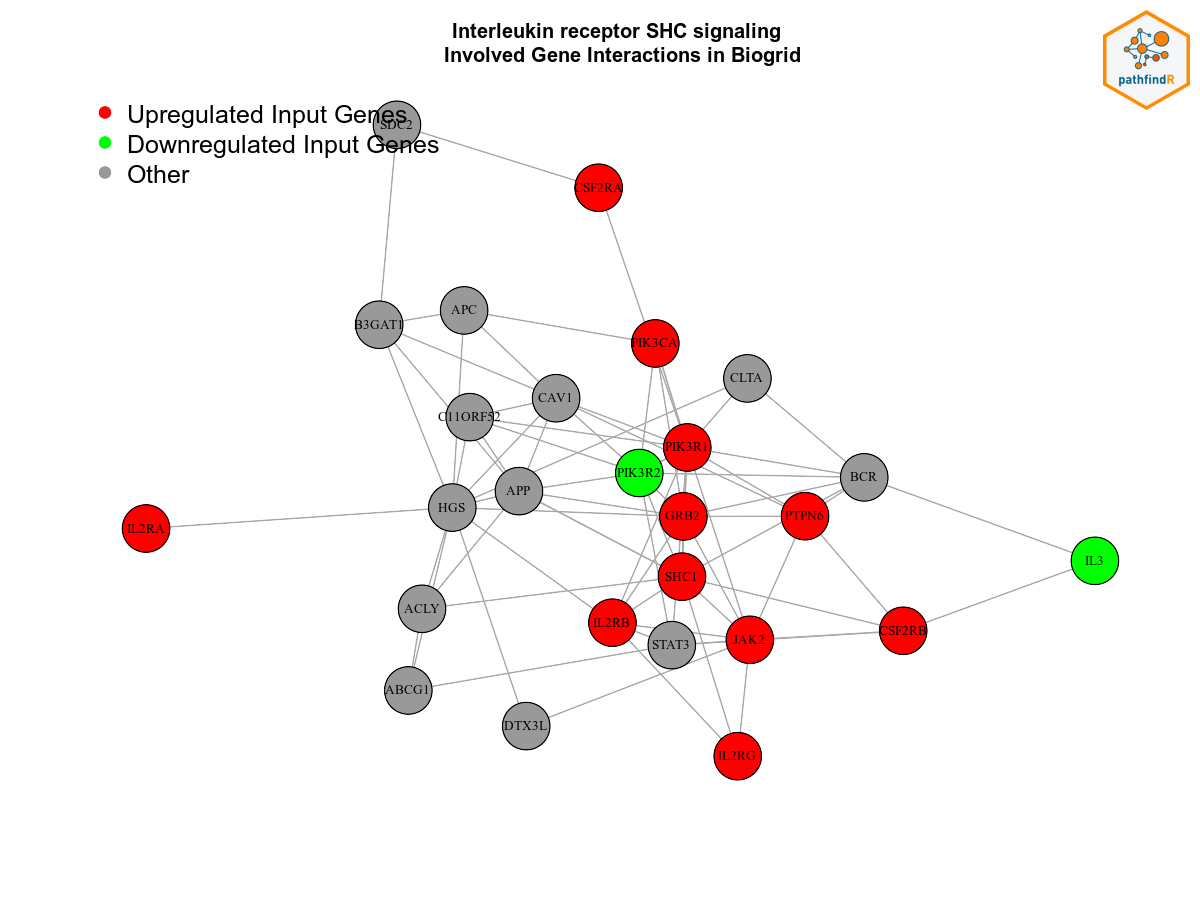 Interleukin receptor SHC signaling
Involved Gene Interactions in Biogrid
pathfindR
Upregulated Input Genes
Downregulated Input Genes
Other
SDC2
CSF2RA
B3GAT1
APC
PIK3CA
CLTA
CAV1
C11ORF52
PIK3R1
PIK3R2
BCR
APP
HGS
GRB2
PTPN6
IL2RA
IL3
SHC1
ACLY
IL2RB
STAT3
JAK2
CSF2RB
ABCG1
DTX3L
IL2RG